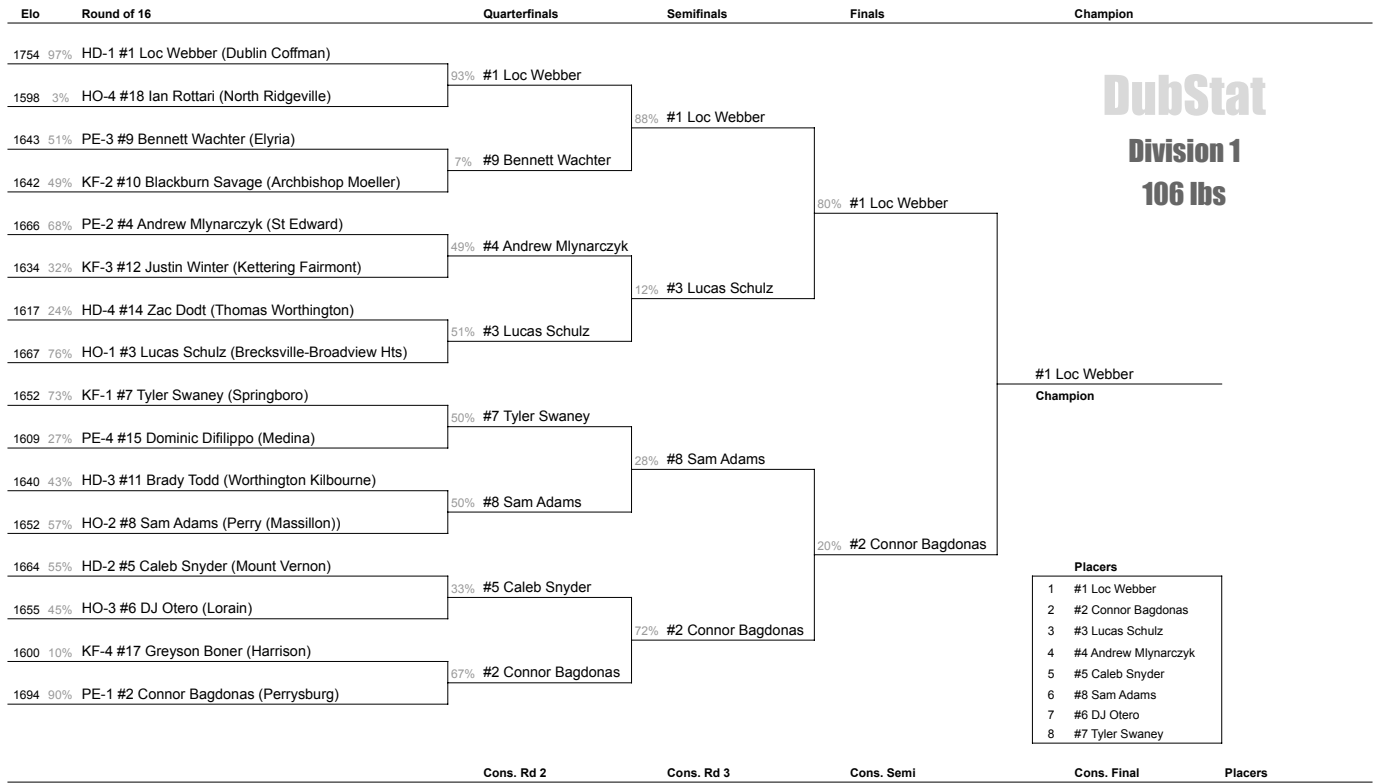 Elo Round of 16 Quarterfinals Semifinals Finals Champion
1754 97% HD-1 #1 Loc Webber (Dublin Coffman)
93% #1 Loc Webber
1598 3% HO-4 #18 Ian Rottari (North Ridgeville)
88% #1 Loc Webber
1643 51% PE-3 #9 Bennett Wachter (Elyria)
7% #9 Bennett Wachter
1642 49% KF-2 #10 Blackburn Savage (Archbishop Moeller)
80% #1 Loc Webber
1666 68% PE-2 #4 Andrew Mlynarczyk (St Edward)
49% #4 Andrew Mlynarczyk
1634 32% KF-3 #12 Justin Winter (Kettering Fairmont)
12% #3 Lucas Schulz
1617 24% HD-4 #14 Zac Dodt (Thomas Worthington)
51% #3 Lucas Schulz
1667 76% HO-1 #3 Lucas Schulz (Brecksville-Broadview Hts)
#1 Loc Webber
Champion
1652 73% KF-1 #7 Tyler Swaney (Springboro)
50% #7 Tyler Swaney
1609 27% PE-4 #15 Dominic Difilippo (Medina)
28% #8 Sam Adams
1640 43% HD-3 #11 Brady Todd (Worthington Kilbourne)
50% #8 Sam Adams
1652 57% HO-2 #8 Sam Adams (Perry (Massillon))
20% #2 Connor Bagdonas
1664 55% HD-2 #5 Caleb Snyder (Mount Vernon)
33% #5 Caleb Snyder
1655 45% HO-3 #6 DJ Otero (Lorain)
72% #2 Connor Bagdonas
1600 10% KF-4 #17 Greyson Boner (Harrison)
67% #2 Connor Bagdonas
1694 90% PE-1 #2 Connor Bagdonas (Perrysburg)
DubStat
Division 1
106 lbs
Placers
1 #1 Loc Webber
2 #2 Connor Bagdonas
3 #3 Lucas Schulz
4 #4 Andrew Mlynarczyk
5 #5 Caleb Snyder
6 #8 Sam Adams
7 #6 DJ Otero
8 #7 Tyler Swaney
Cons. Rd 2 Cons. Rd 3 Cons. Semi Cons. Final Placers